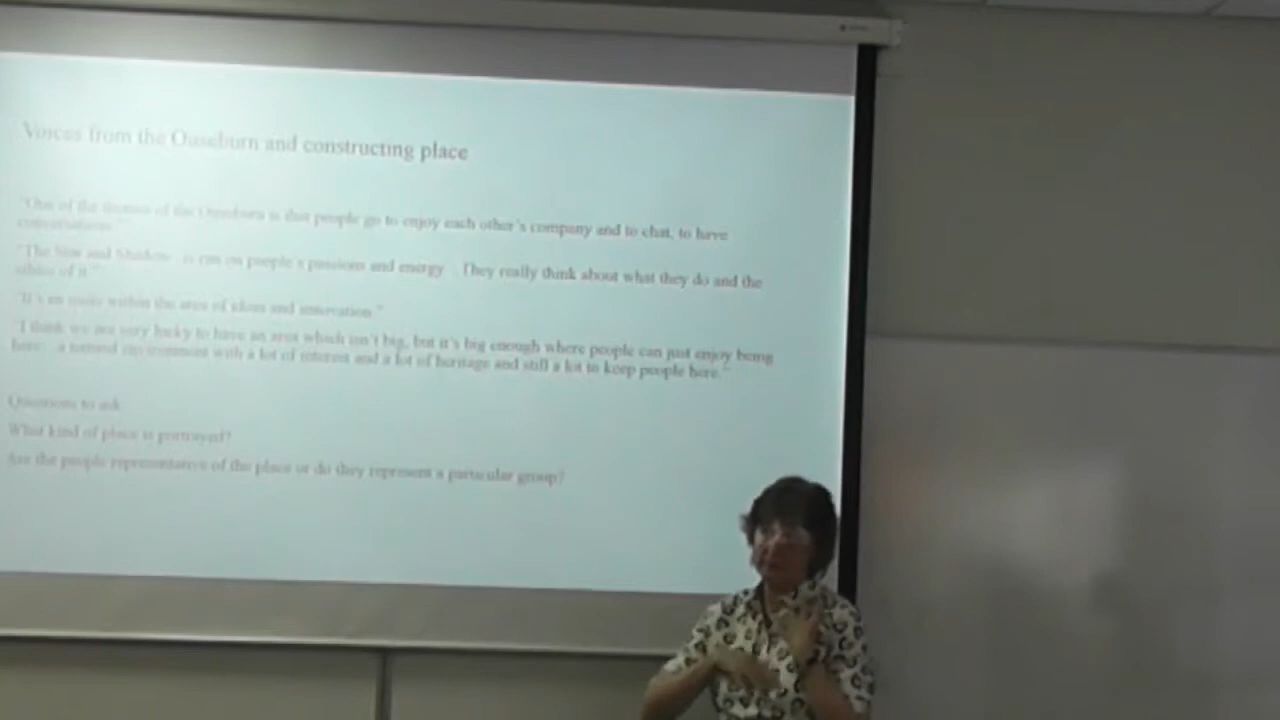 Voices from the Ouseburn and constructing place
"One of the of the Ouseburn is that people go to enjoy each other's company and to chat, to have
conversations"
"The Star and Shadow is run on people's passions and energy They really think about what they do and the
ethics of it."
"It's an within the area of ideas and innovation."
"I think we are very lucky to have an area which isn't big, but it's big enough where people can just enjoy being
here: a natural environment with a lot of interest and a lot of heritage and still a lot to keep people here."
Questions to ask
What kind of place is portrayed?
Are the people representative of the place or do they represent a particular group?